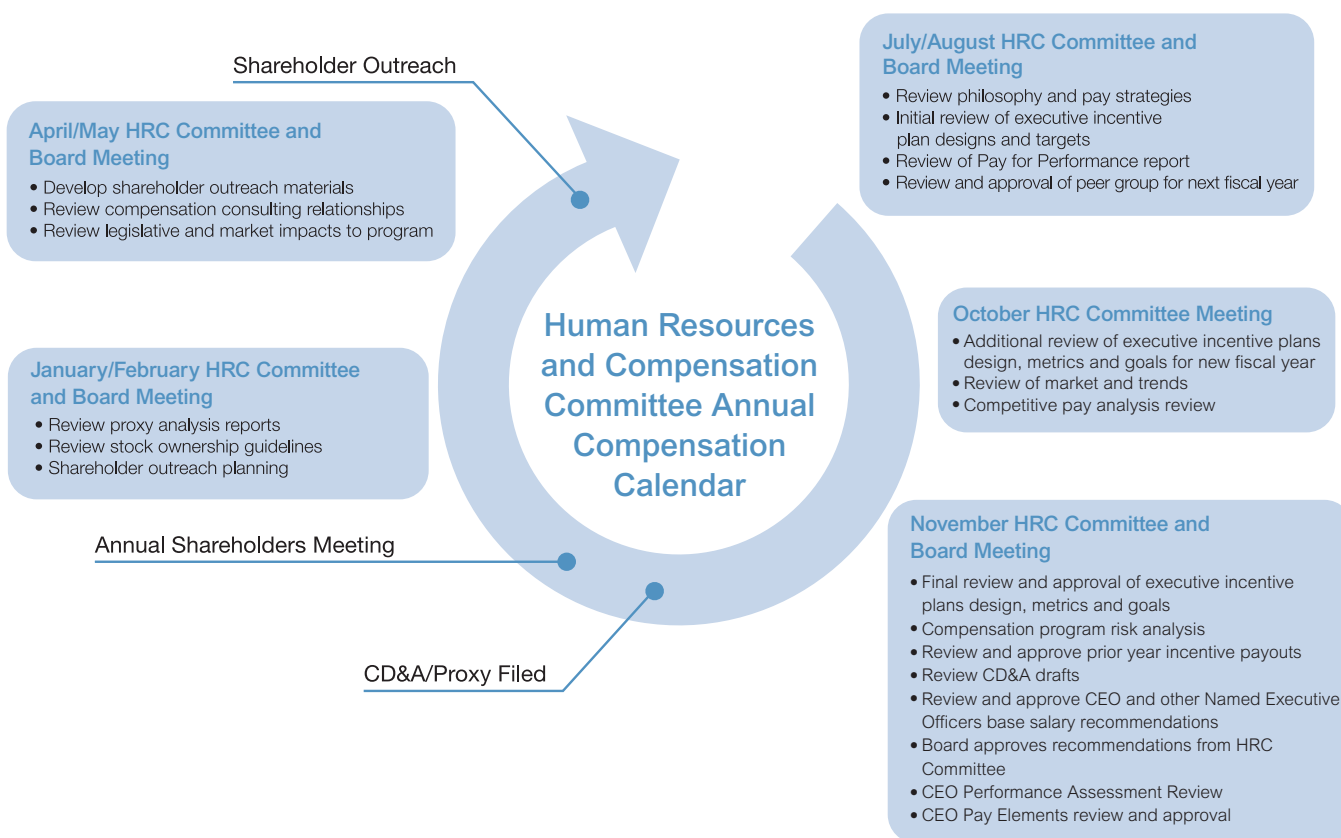 Shareholder Outreach
April/May HRC Committee and
Board Meeting
• Develop shareholder outreach materials
• Review compensation consulting relationships
• Review legislative and market impacts to program
January/February HRC Committee
and Board Meeting
• Review proxy analysis reports
• Review stock ownership guidelines
• Shareholder outreach planning
Annual Shareholders Meeting
CD&A/Proxy Filed
Human Resources
and Compensation
Committee Annual
Compensation
Calendar
July/August HRC Committee and
Board Meeting
• Review philosophy and pay strategies
• Initial review of executive incentive
plan designs and targets
• Review of Pay for Performance report
• Review and approval of peer group for next fiscal year
October HRC Committee Meeting
• Additional review of executive incentive plans
design, metrics and goals for new fiscal year
• Review of market and trends
• Competitive pay analysis review
November HRC Committee and
Board Meeting
• Final review and approval of executive incentive
plans design, metrics and goals
• Compensation program risk analysis
• Review and approve prior year incentive payouts
• Review CD&A drafts
• Review and approve CEO and other Named Executive
Officers base salary recommendations
• Board approves recommendations from HRC
Committee
• CEO Performance Assessment Review
• CEO Pay Elements review and approval